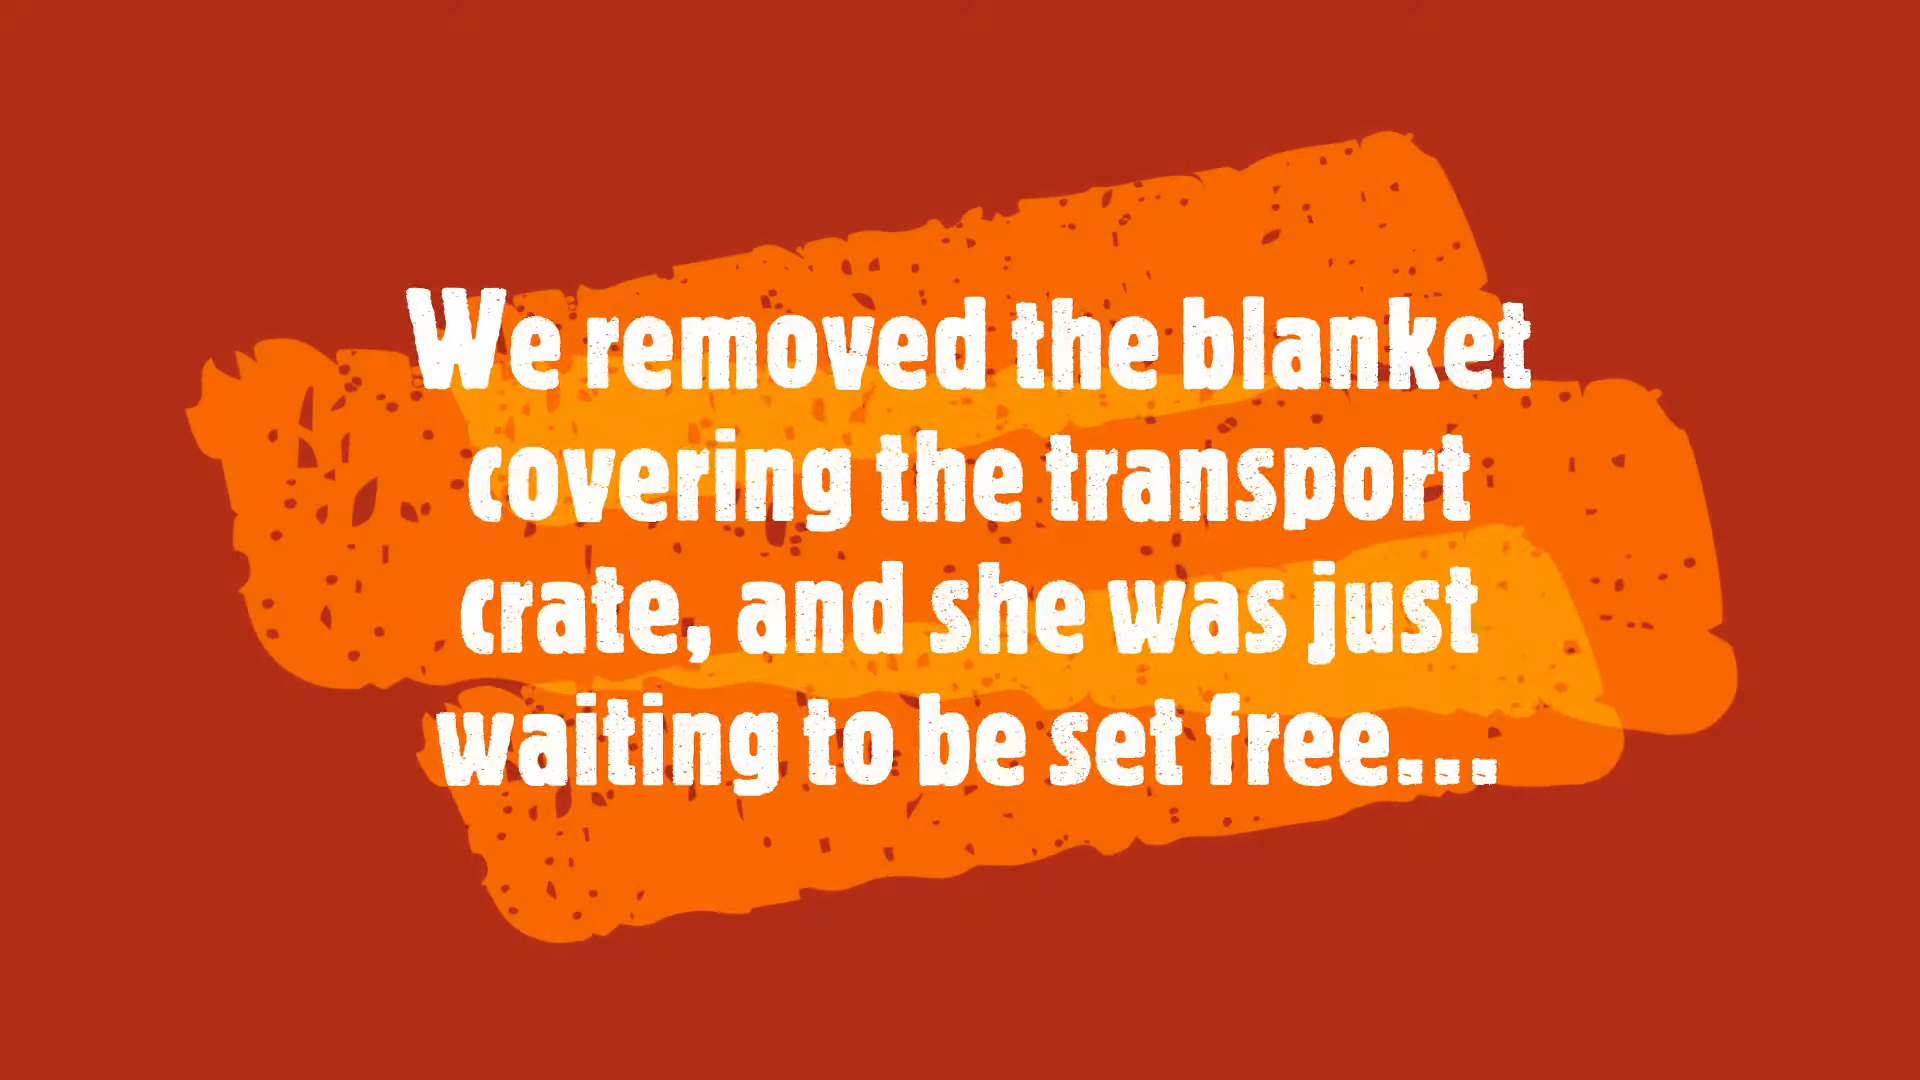 We removed the blanket
covering the transport
crate, and she was just
waiting to be set free...